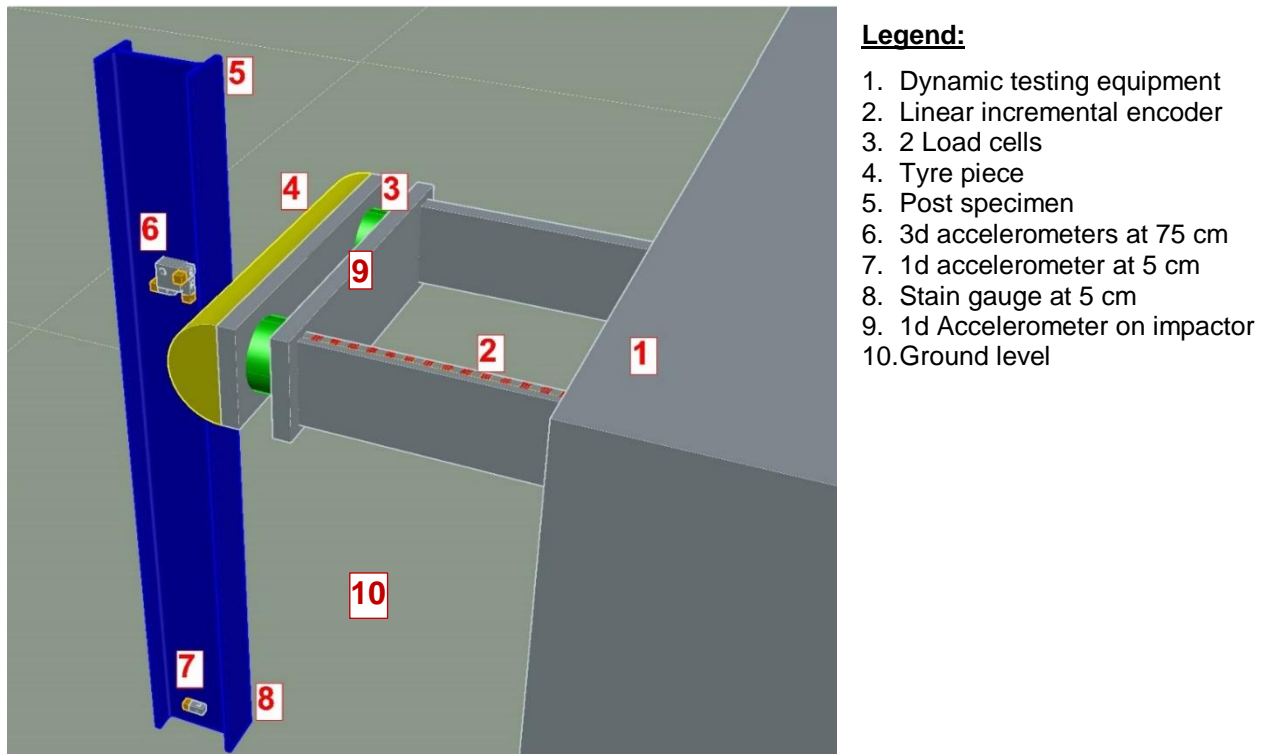 5
4
3
6
9
2
1
10
7
8
Legend:
1. Dynamic testing equipment
2. Linear incremental encoder
3. 2 Load cells
4. Tyre piece
5. Post specimen
6. 3d accelerometers at 75 cm
7. 1d accelerometer at 5 cm
8. Stain gauge at 5 cm
9. 1d Accelerometer on impactor
10.Ground level